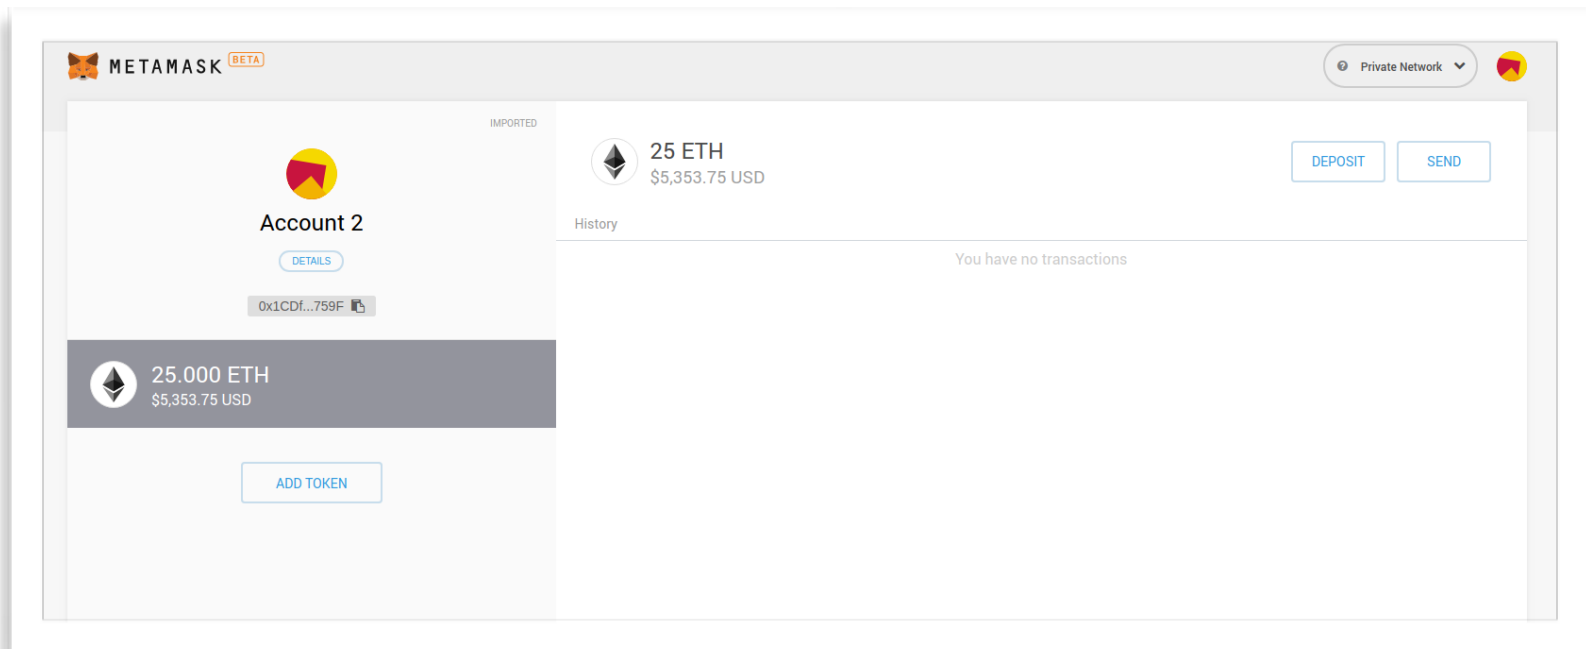 METAMASK BETA
Private Network
IMPORTED
Account 2
DETAILS
0x1CDf...759F
25.000 ETH
$5,353.75 USD
ADD TOKEN
25 ETH
$5,353.75 USD
DEPOSIT
SEND
History
You have no transactions